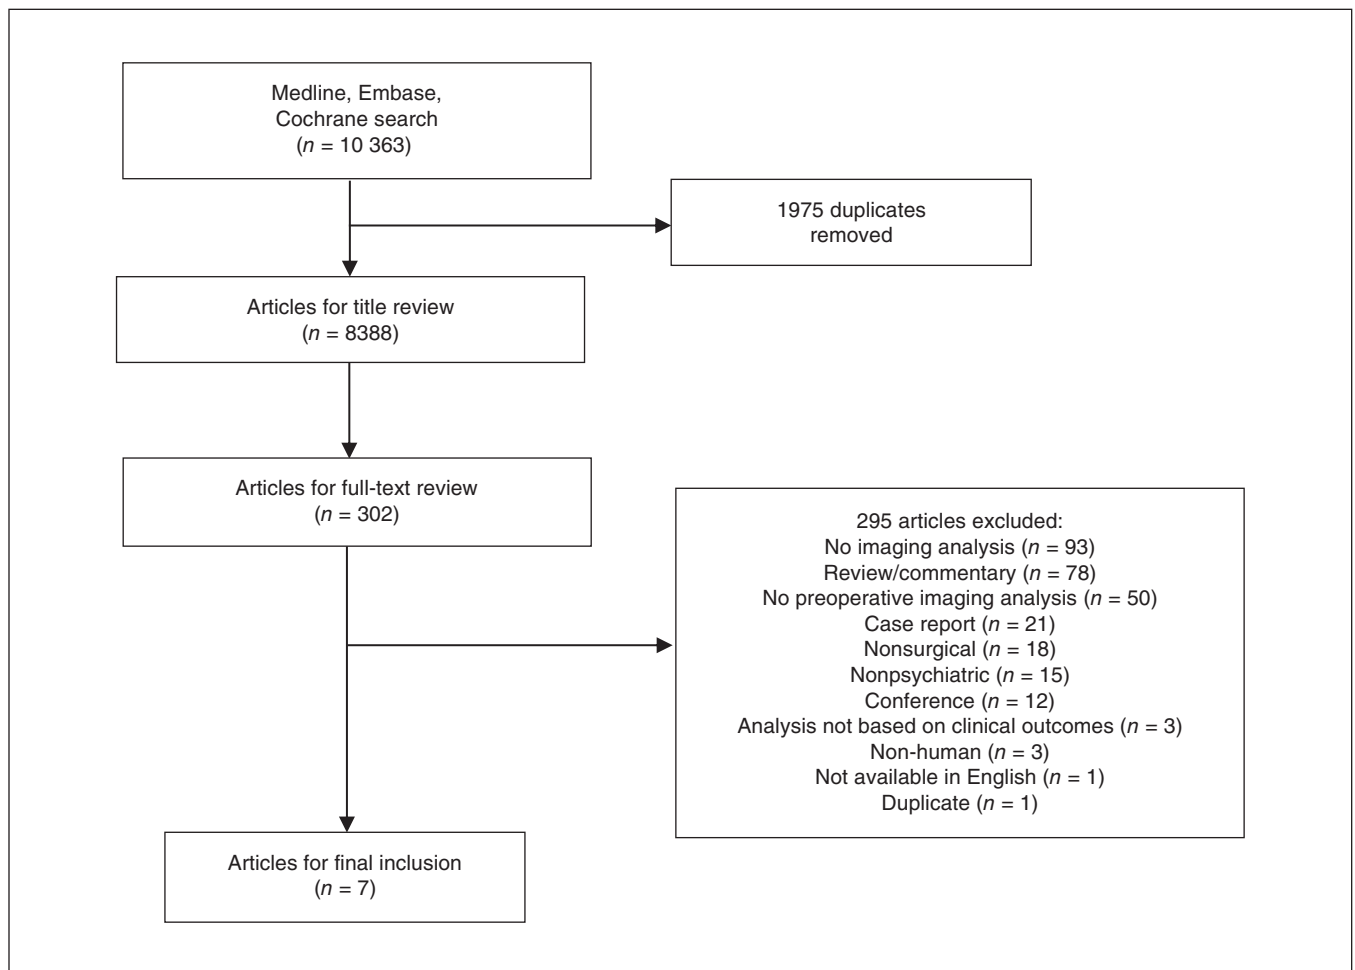 Medline, Embase,
Cochrane search
(n = 10 363)
1975 duplicates
removed
Articles for title review
(n = 8388)
Articles for full-text review
(n = 302)
295 articles excluded:
No imaging analysis (n = 93)
Review/commentary (n = 78)
No preoperative imaging analysis (n = 50)
Case report (n = 21)
Nonsurgical (n = 18)
Nonpsychiatric (n = 15)
Conference (n = 12)
Analysis not based on clinical outcomes (n = 3)
Non-human (n = 3)
Not available in English (n = 1)
Duplicate (n = 1)
Articles for final inclusion
(n = 7)